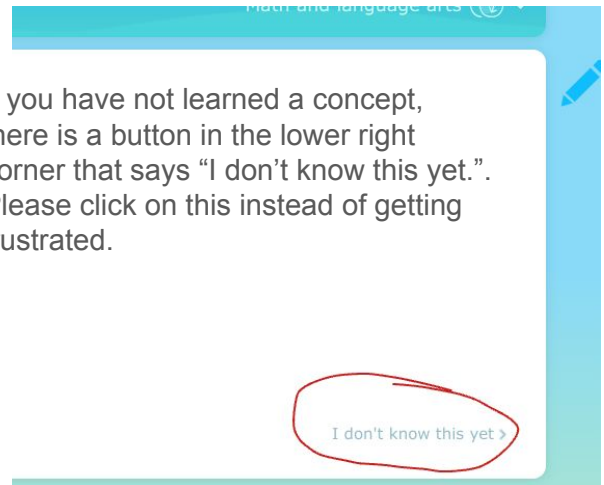 Math and language arts
you have not learned a concept,
here is a button in the lower right
orner that says “I don’t know this yet.”.
lease click on this instead of getting
ustrated.
I don't know this yet >